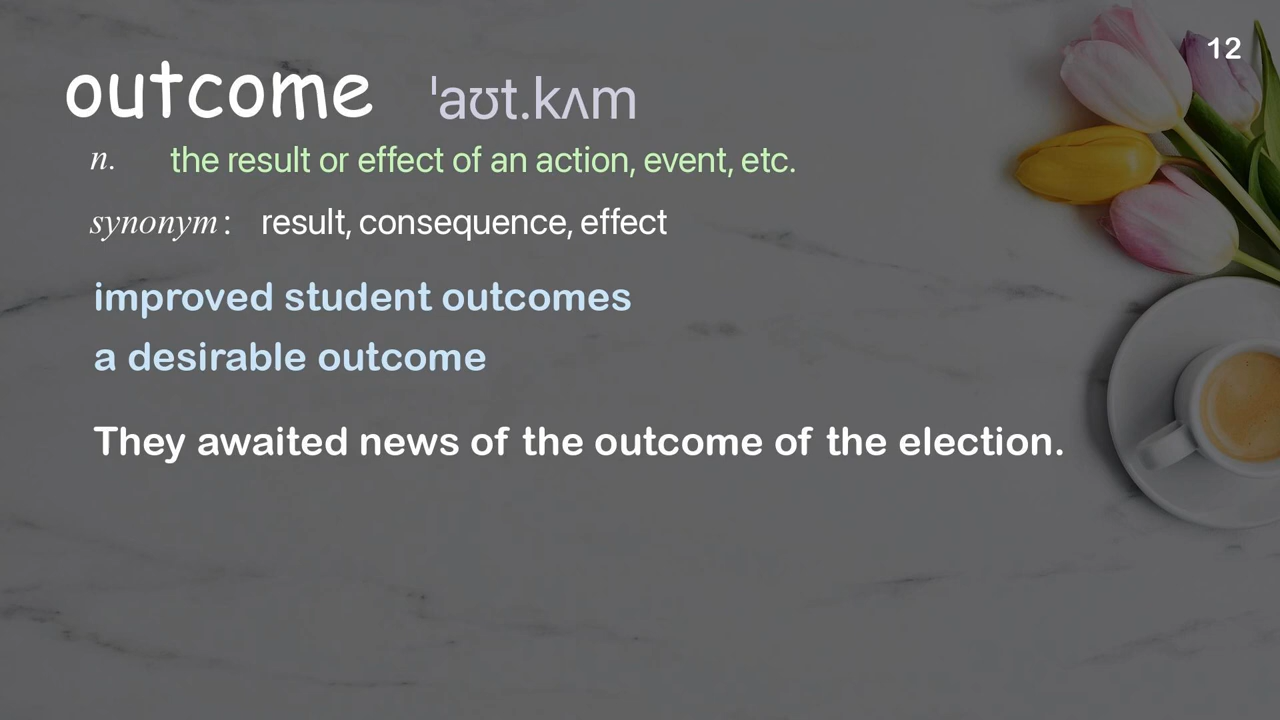 12
outcome ˈaʊt.kʌm
n. the result or effect of an action, event, etc.
synonym: result, consequence, effect
improved student outcomes
a desirable outcome
They awaited news of the outcome of the election.